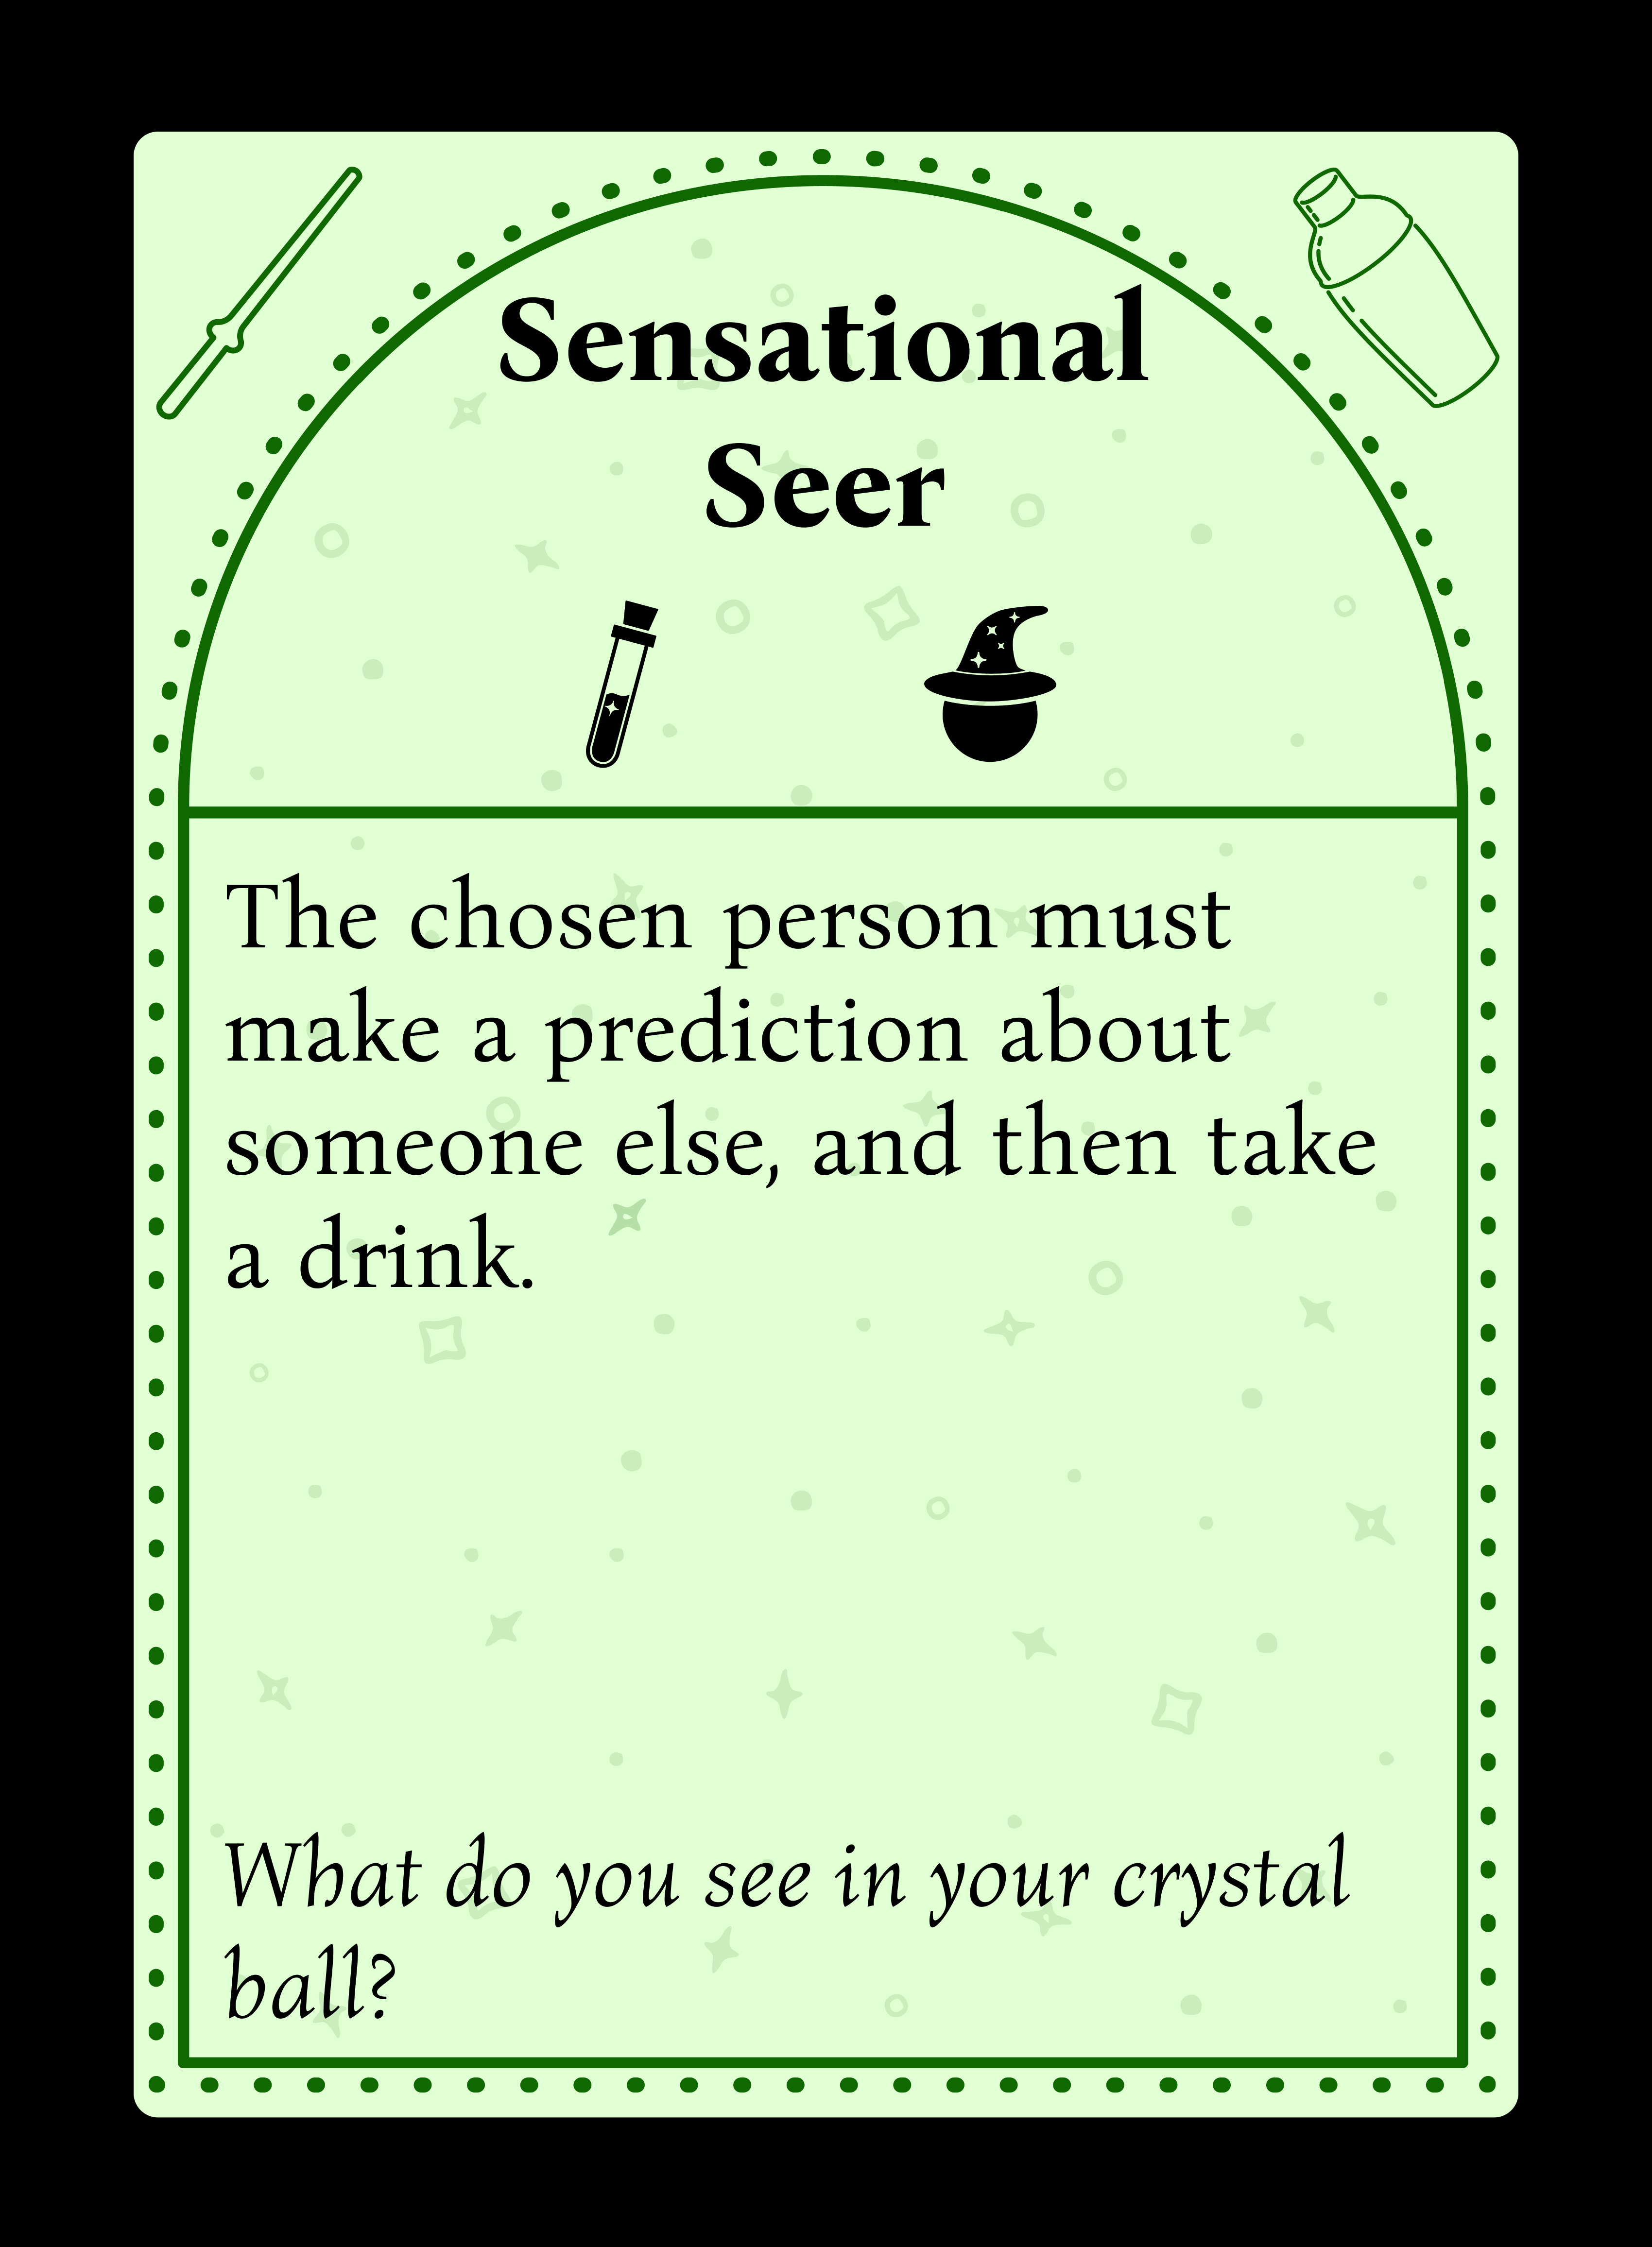 Sensational
Seer
The chosen person must
make a prediction about
someone else, and then take
a drink.
What do you see in your crystal
ball?